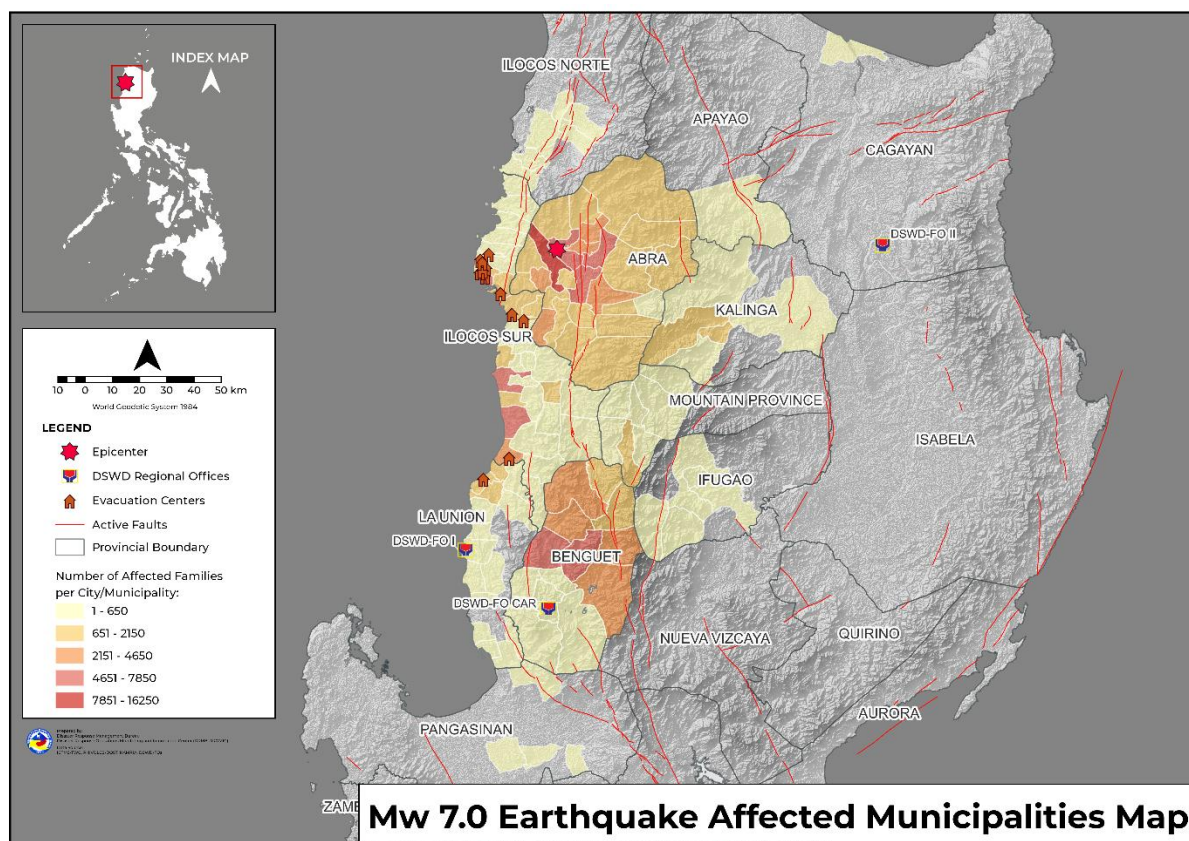 INDEX MAP
10 0 10 20 30 40 50 km
World Geodetic System 1984
LEGEND
Epicenter
DSWD Regional Offices
Evacuation Centers
Active Faults
Provincial Boundary
Number of Affected Families
per City/Municipality:
1 - 650
651 - 2150
2151 - 4650
4651 - 7850
7851 - 16250
ILOCOS NORTE
APAYAO
CAGAYAN
DSWD-FO II
ABRA
KALINGA
ILOCOS SUR
MOUNTAIN PROVINCE
ISABELA
IFUGAO
LA UNION
DSWD-FO I
BENGUET
DSWD-FO CAR
NUEVA VIZCAYA
QUIRINO
AURORA
PANGASINAN
ZAMB
Mw 7.0 Earthquake Affected Municipalities Map